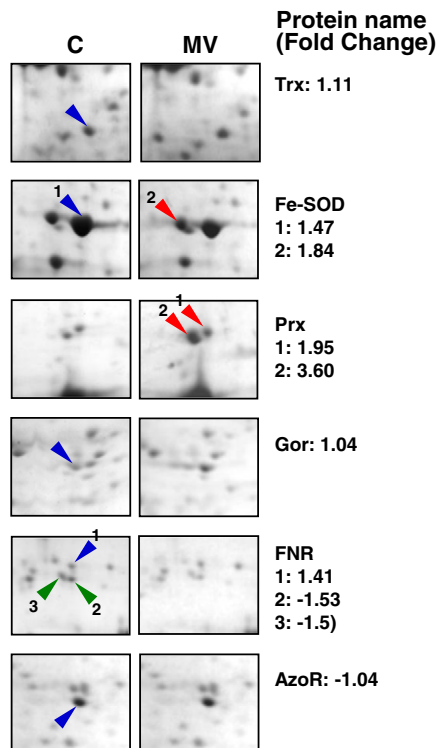 Protein name
(Fold Change)
C
MV
Trx: 1.11
1
2
Fe-SOD
1: 1.47
2: 1.84
1
2
Prx
1: 1.95
2: 3.60
Gor: 1.04
1
3
2
FNR
1: 1.41
2: -1.53
3: -1.5)
AzoR: -1.04